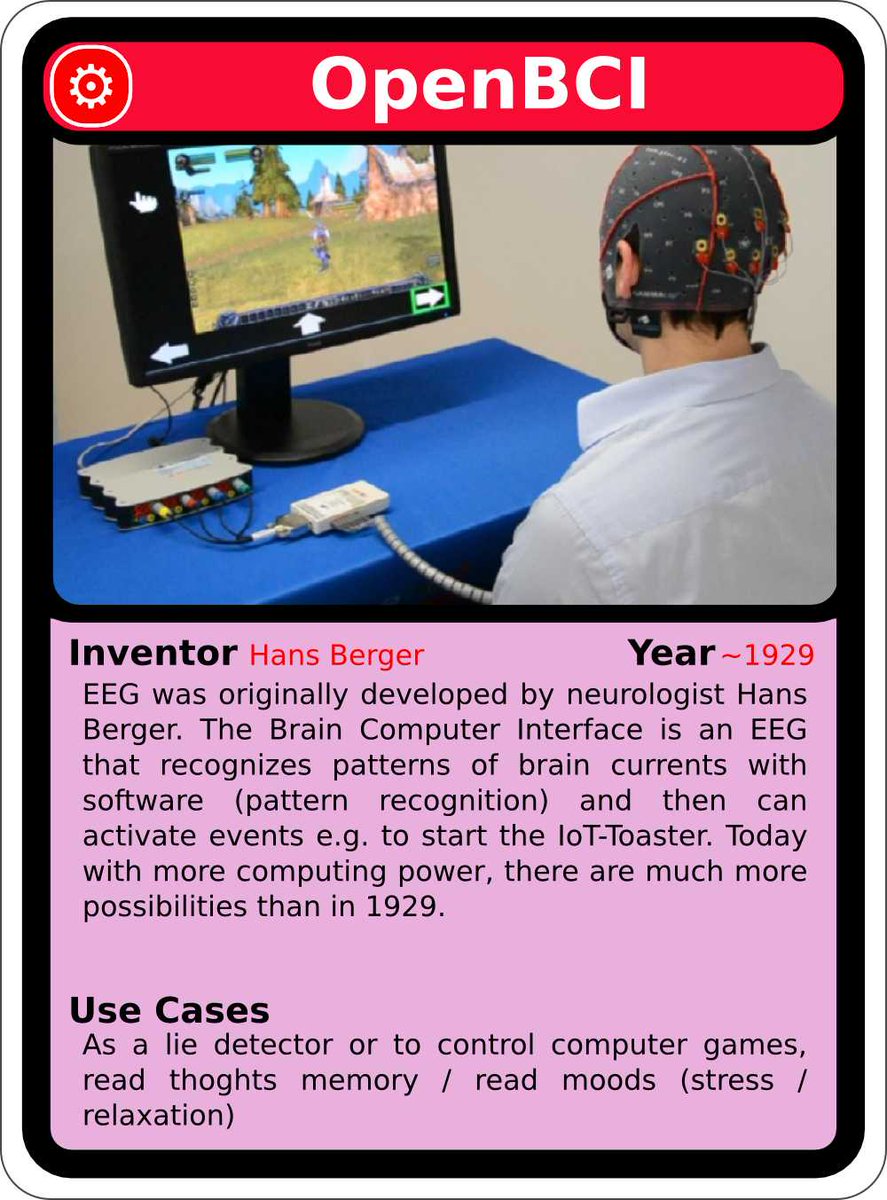 OpenBCI
Inventor Hans Berger Year ~1929
EEG was originally developed by neurologist Hans
Berger. The Brain Computer Interface is an EEG
that recognizes patterns of brain currents with
software (pattern recognition) and then can
activate events e.g. to start the IoT-Toaster. Today
with more computing power, there are much more
possibilities than in 1929.
Use Cases
As a lie detector or to control computer games,
read thoghts memory / read moods (stress /
relaxation)